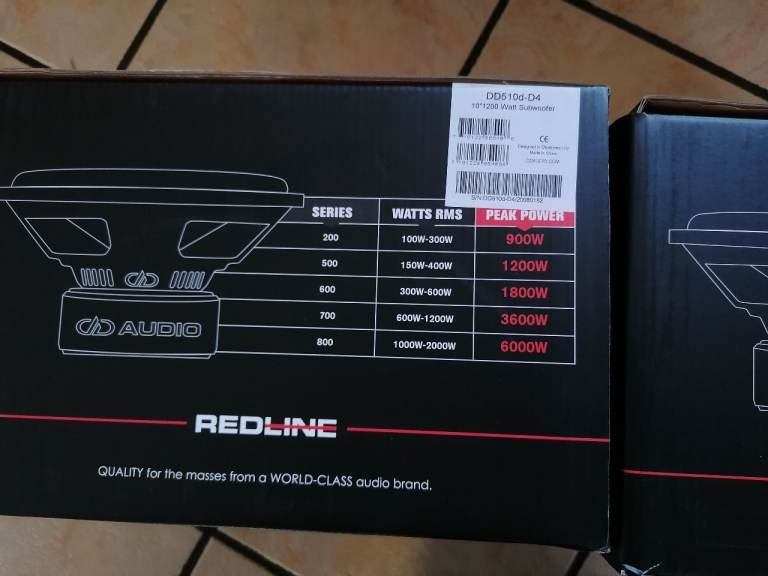 DD510d-D4
10"1200 Watt Subwoofer
CE
S/N:DD510d-D4/20080152
SERIES WATTS RMS PEAK POWER
200 100W-300W 900W
500 150W-400W 1200W
600 300W-600W 1800W
700 600W-1200W 3600W
800 1000W-2000W 6000W
AUDIO
REDLINE
QUALITY for the masses from a WORLD-CLASS audio brand.